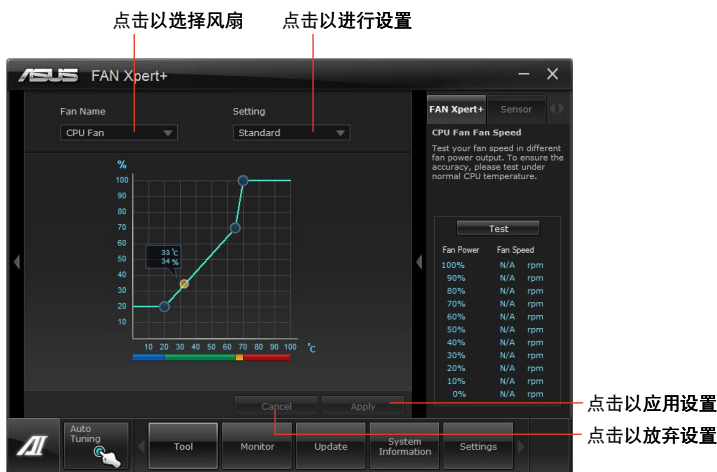 点击以选择风扇
点击以进行设置
ASUS FAN Xpert+
Fan Name
Setting
CPU Fan
Standard
%
100
90
80
70
60
50
40
30
20
10
33 °C
34 %
10 20 30 40 50 60 70 80 90 100 °C
Cancel
Apply
FAN Xpert+
Sensor
CPU Fan Fan Speed
Test your fan speed in different
fan power output. To ensure the
accuracy, please test under
normal CPU temperature.
Test
Fan Power Fan Speed
100% N/A rpm
90% N/A rpm
80% N/A rpm
70% N/A rpm
60% N/A rpm
50% N/A rpm
40% N/A rpm
30% N/A rpm
20% N/A rpm
10% N/A rpm
0% N/A rpm
点击以应用设置
点击以放弃设置
Auto
Tuning
Tool
Monitor
Update
System
Information
Settings